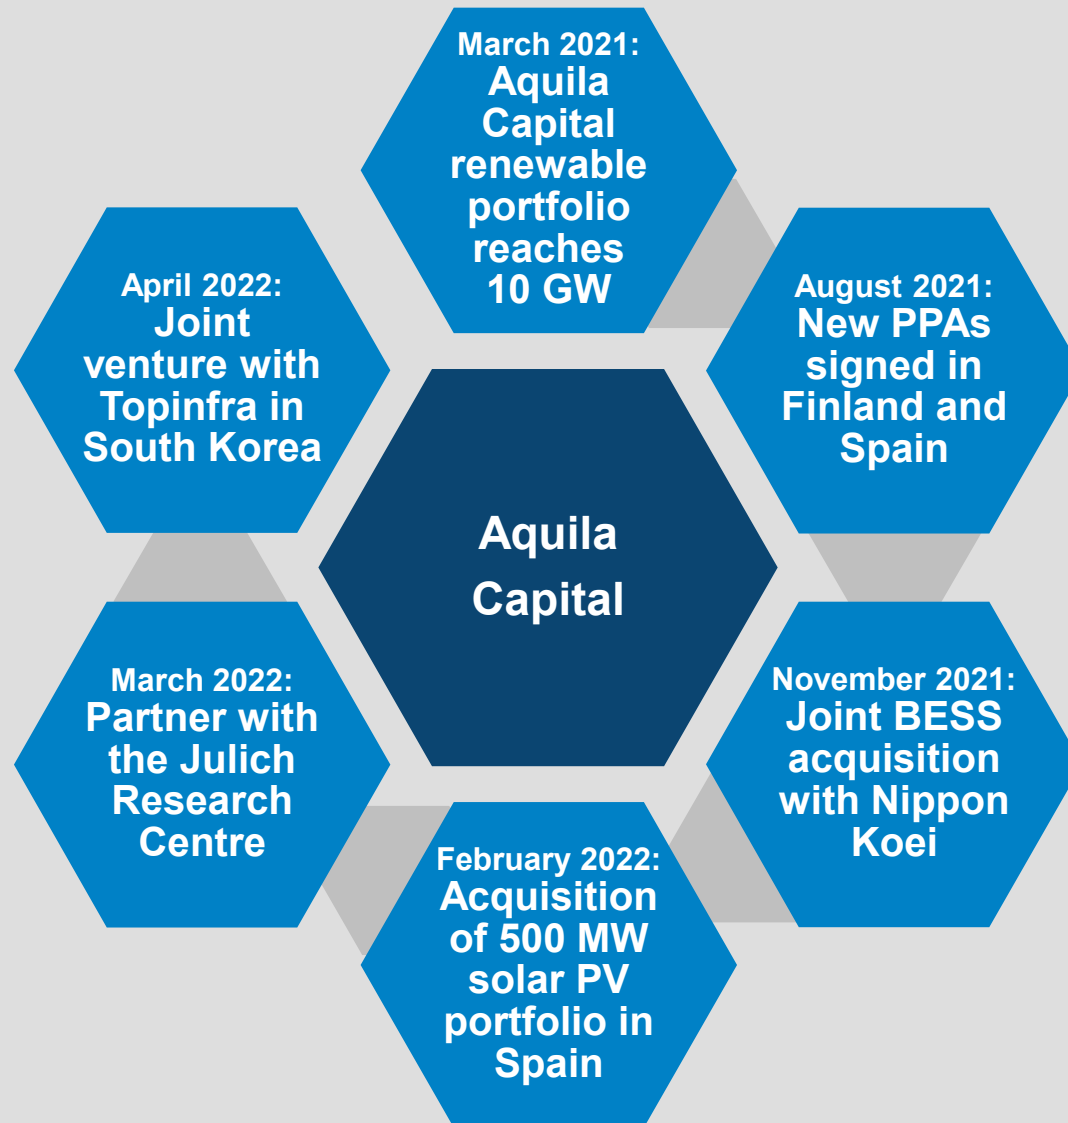 March 2021:
Aquila
Capital
renewable
portfolio
reaches
10 GW
August 2021:
New PPAs
signed in
Finland and
Spain
November 2021:
Joint BESS
acquisition
with Nippon
Koei
February 2022:
Acquisition
of 500 MW
solar PV
portfolio in
Spain
March 2022:
Partner with
the Julich
Research
Centre
April 2022:
Joint
venture with
Topinfra in
South Korea
Aquila
Capital